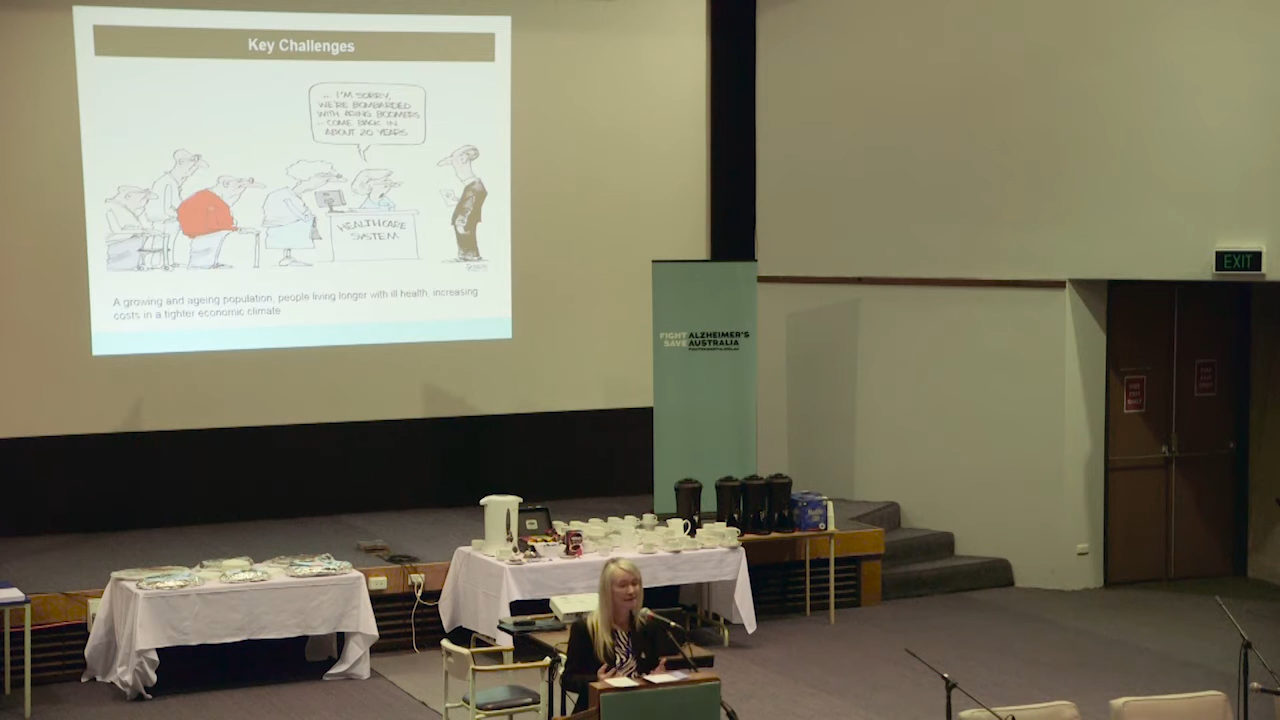 Key Challenges
... I'M SORRY,
WE'RE BOMBARDED
WITH AGING BOOMERS
... COME BACK IN
ABOUT 20 YEARS
HEALTHCARE
SYSTEM
A growing and ageing population, people living longer with ill health, increasing
costs in a tighter economic climate
FIGHT ALZHEIMER'S
SAVE AUSTRALIA
EXIT